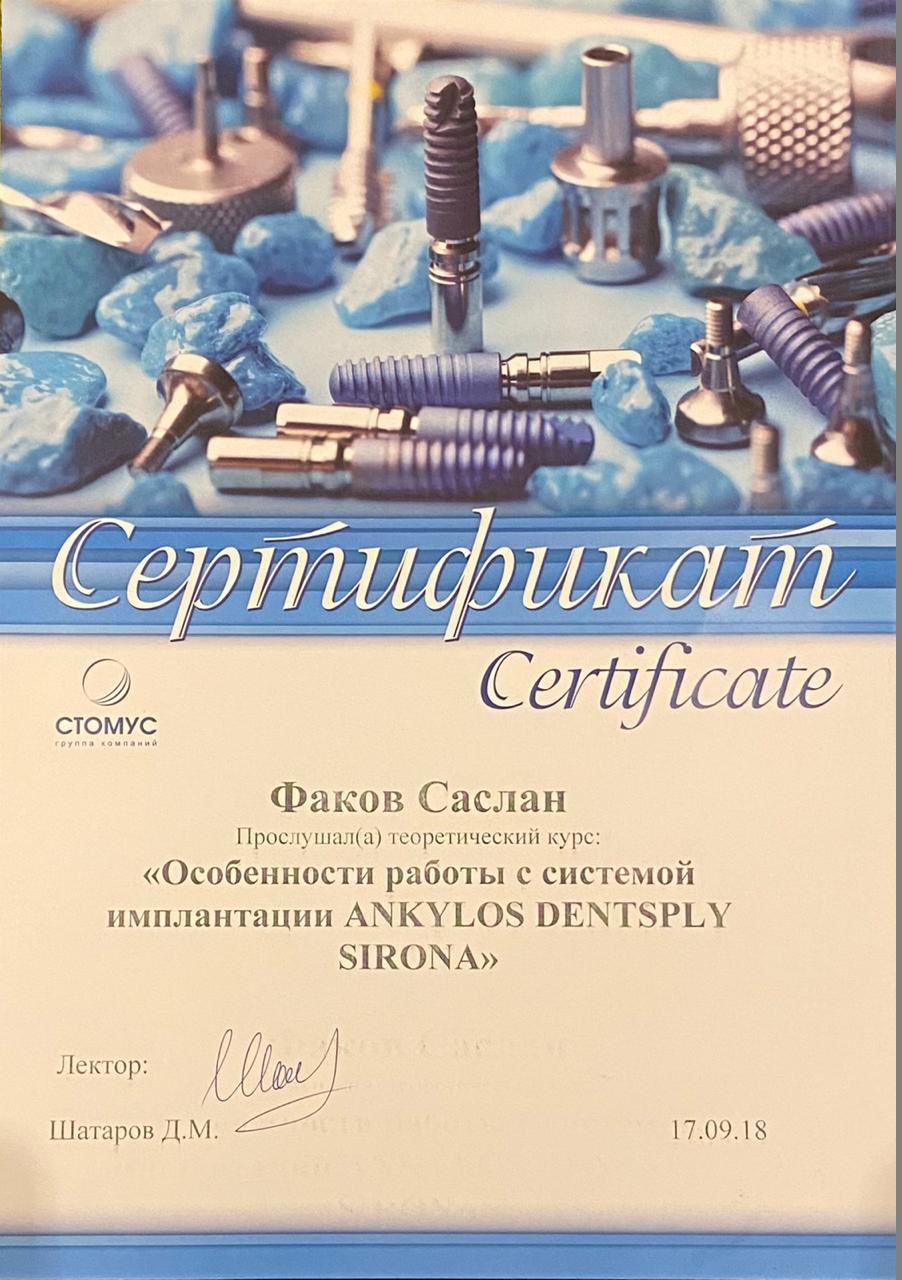 Сертификат
Certificate
СТОМУС
группа компаний
Факов Саслан
Прослушал(а) теоретический курс:
«Особенности работы с системой
имплантации ANKYLOS DENTSPLY
SIRONA»
Лектор:
Шатаров Д.М.
17.09.18